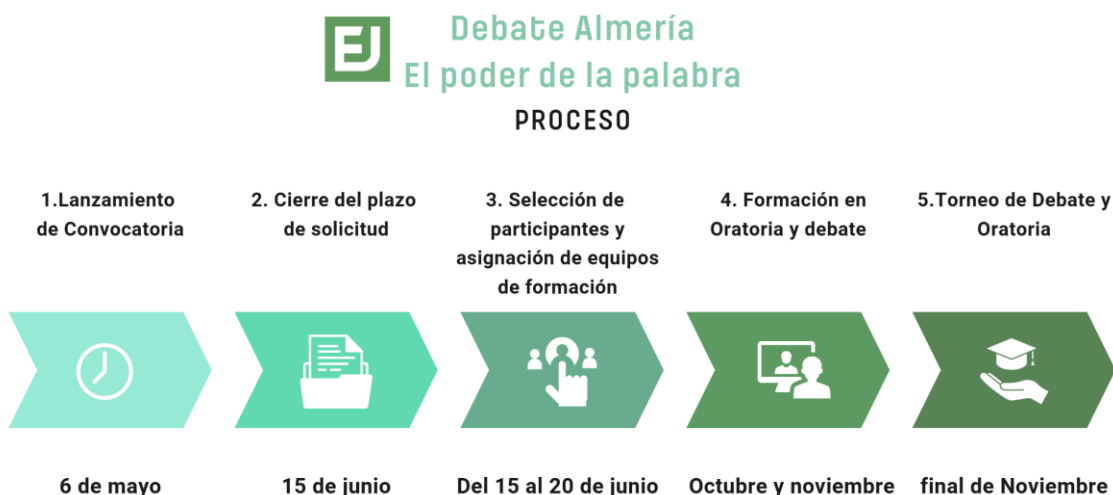 EJ
Debate Almería
El poder de la palabra
PROCESO
1.Lanzamiento
de Convocatoria
2. Cierre del plazo
de solicitud
3. Selección de
participantes y
asignación de equipos
de formación
4. Formación en
Oratoria y debate
5.Torneo de Debate y
Oratoria
6 de mayo
15 de junio
Del 15 al 20 de junio
Octubre y noviembre
final de Noviembre